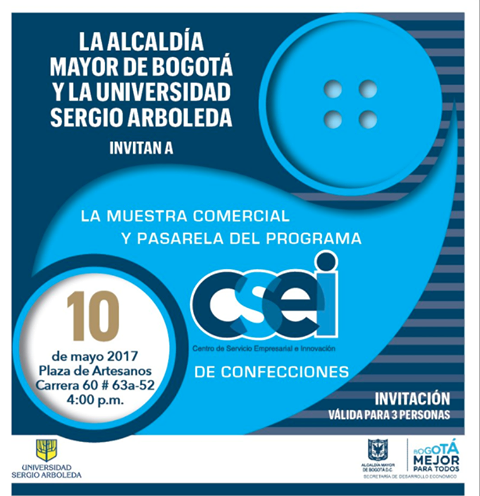 LA ALCALDÍA
MAYOR DE BOGOTÁ
Y LA UNIVERSIDAD
SERGIO ARBOLEDA
INVITAN A
LA MUESTRA COMERCIAL
Y PASARELA DEL PROGRAMA
csei
Centro de Servicio Empresarial e Innovación
DE CONFECCIONES
10
de mayo 2017
Plaza de Artesanos
Carrera 60 # 63a-52
4:00 p.m.
INVITACIÓN
VÁLIDA PARA 3 PERSONAS
UNIVERSIDAD
SERGIO ARBOLEDA
ALCALDÍA MAYOR
DE BOGOTÁ D.C.
SECRETARÍA DE DESARROLLO ECONÓMICO
BOGOTÁ
MEJOR
PARA TODOS